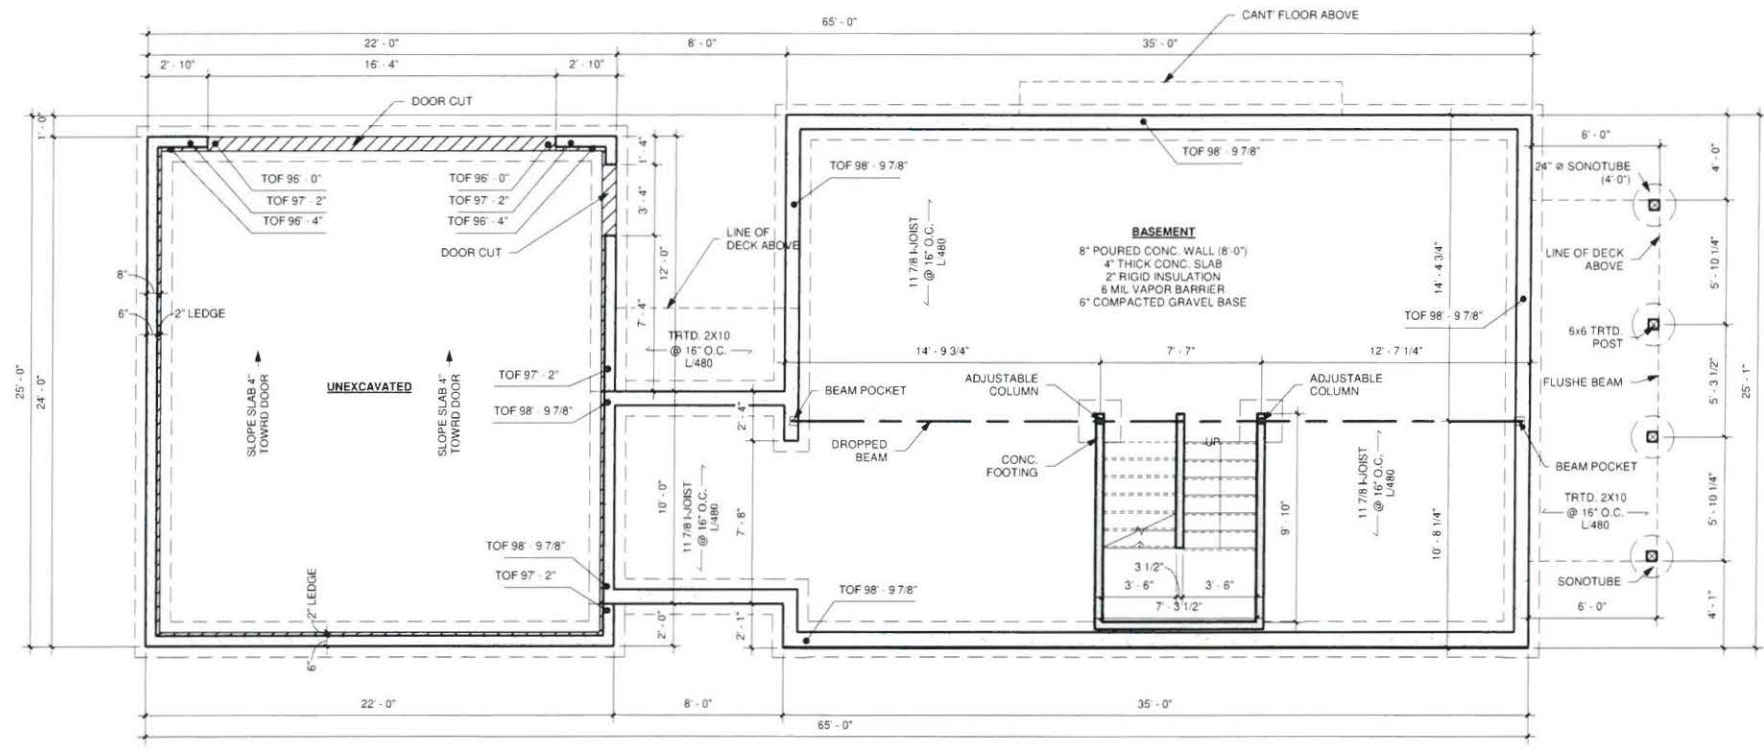 CANT' FLOOR ABOVE
65' - 0"
22' - 0"
8' - 0"
35' - 0"
2' - 10"
16' - 4"
2' - 10"
DOOR CUT
1' - 0"
25' - 0"
24' - 0"
TOF 96' - 0"
TOF 97' - 2"
TOF 96' - 4"
TOF 96' - 0"
TOF 97' - 2"
TOF 96' - 4"
DOOR CUT
1' - 4"
3' - 4"
12' - 0"
7' - 4"
LINE OF
DECK ABOVE
TRTD. 2X10
@ 16" O.C.
L/480
8"
6"
2" LEDGE
UNEXCAVATED
SLOPE SLAB 4"
TOWRD DOOR
SLOPE SLAB 4"
TOWRD DOOR
TOF 97' - 2"
TOF 98' - 9 7/8"
TOF 98' - 9 7/8"
TOF 97' - 2"
2" LEDGE
6"
2' - 4"
10' - 0"
7' - 8"
2' - 0"
2' - 1"
11 7/8 I-JOIST
@ 16" O.C.
L/480
TOF 98' - 9 7/8"
TOF 98' - 9 7/8"
11 7/8 I-JOIST
@ 16" O.C.
L/480
BASEMENT
8" POURED CONC. WALL (8'-0")
4" THICK CONC. SLAB
2" RIGID INSULATION
6 MIL VAPOR BARRIER
6" COMPACTED GRAVEL BASE
14' - 4 3/4"
TOF 98' - 9 7/8"
14' - 9 3/4"
7' - 7"
12' - 7 1/4"
BEAM POCKET
ADJUSTABLE
COLUMN
ADJUSTABLE
COLUMN
DROPPED
BEAM
CONC.
FOOTING
UP
9' - 10"
11 7/8 I-JOIST
@ 16" O.C.
L/480
10' - 8 1/4"
3 1/2"
3' - 6"
3' - 6"
7' - 3 1/2"
TOF 98' - 9 7/8"
6' - 0"
24" Ø SONOTUBE
(4'-0")
LINE OF DECK
ABOVE
6x6 TRTD.
POST
FLUSHE BEAM
BEAM POCKET
TRTD. 2X10
@ 16" O.C.
L/480
SONOTUBE
6' - 0"
4' - 0"
5' - 10 1/4"
5' - 3 1/2"
5' - 10 1/4"
4' - 1"
25' - 1"
22' - 0"
8' - 0"
35' - 0"
65' - 0"